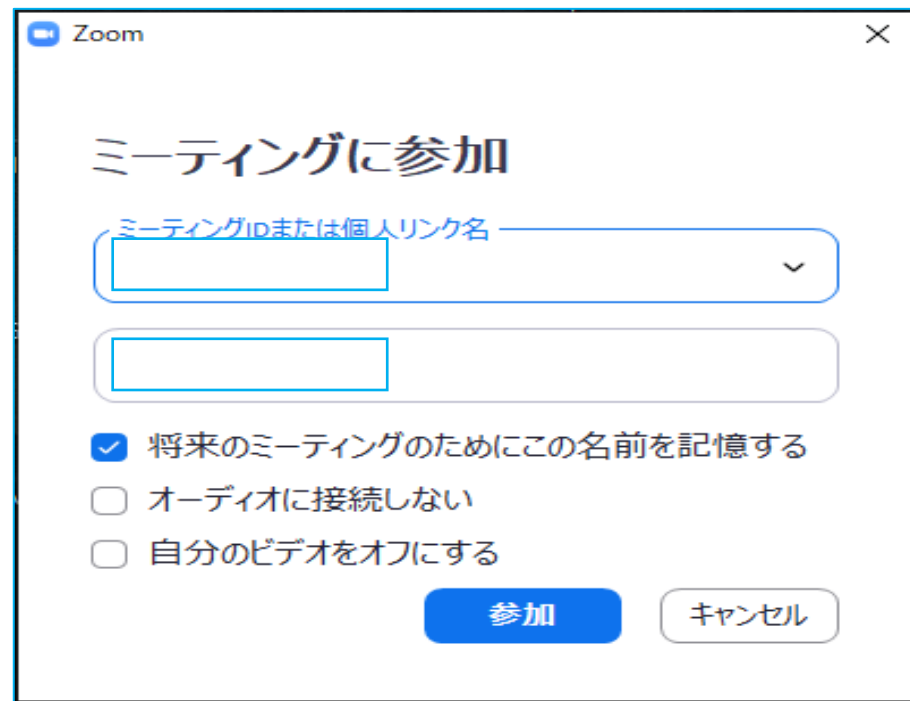 Zoom
ミーティングに参加
ミーティングIDまたは個人リンク名
将来のミーティングのためにこの名前を記憶する
オーディオに接続しない
自分のビデオをオフにする
参加
キャンセル